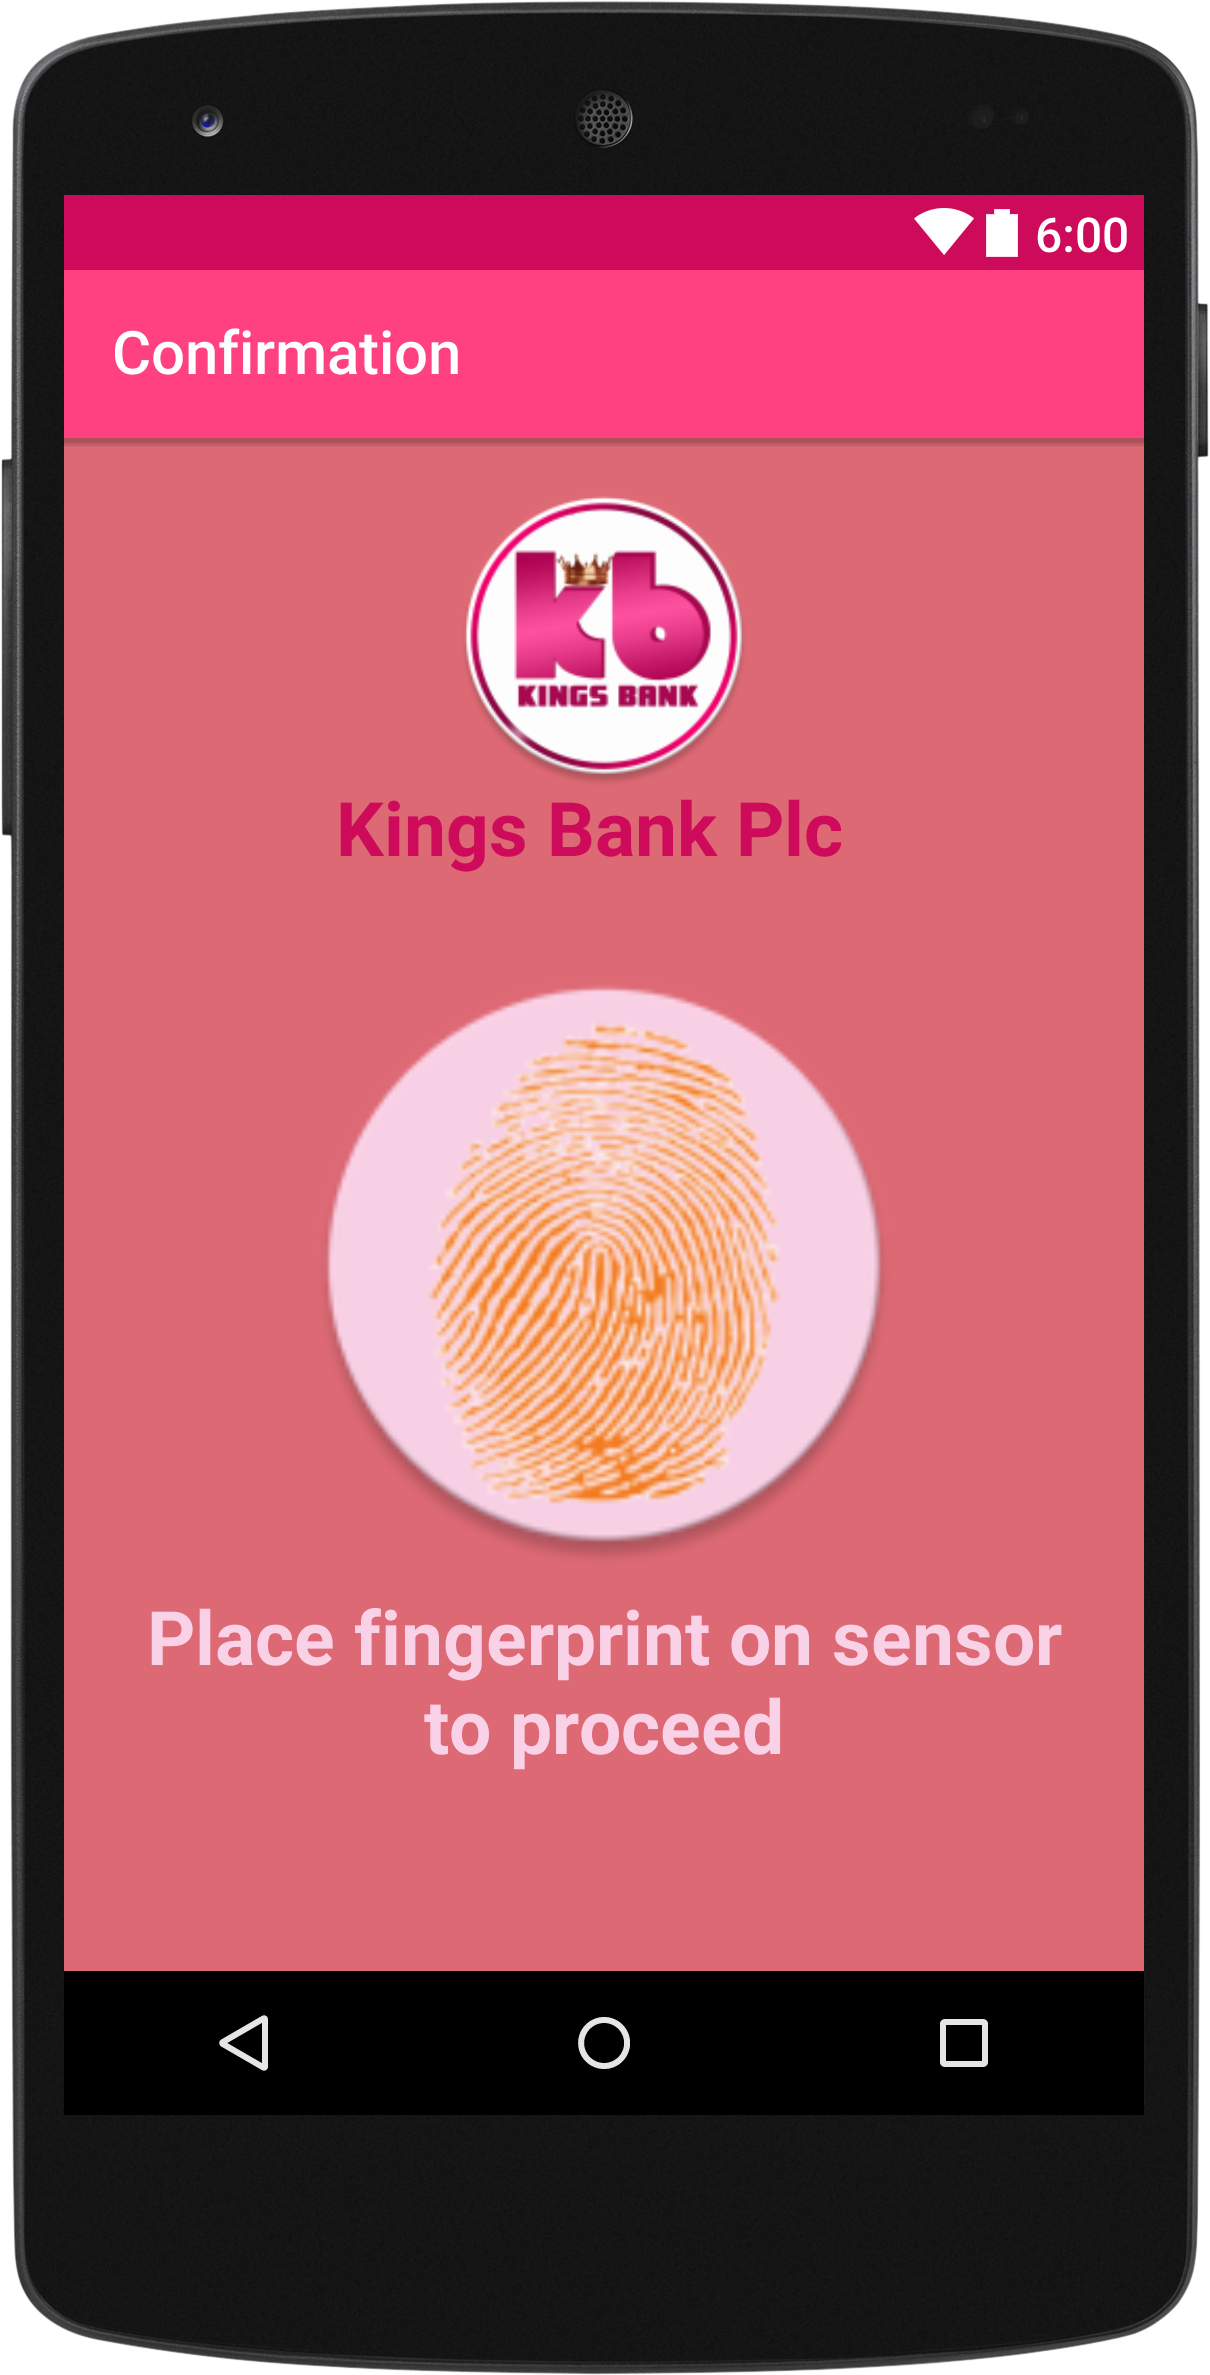 6:00
Confirmation
kb
KINGS BANK
Kings Bank Plc
Place fingerprint on sensor
to proceed